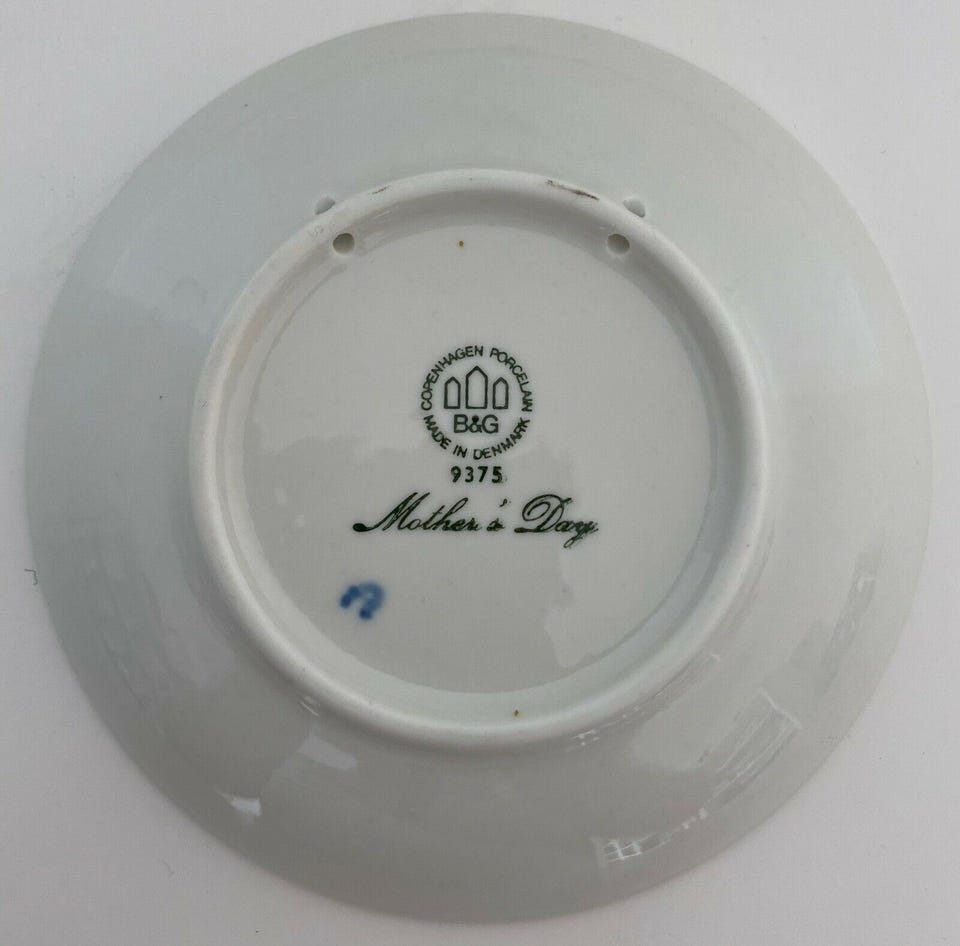 COPENHAGEN PORCELAIN
B&G
MADE IN DENMARK
9375
Mother's Day